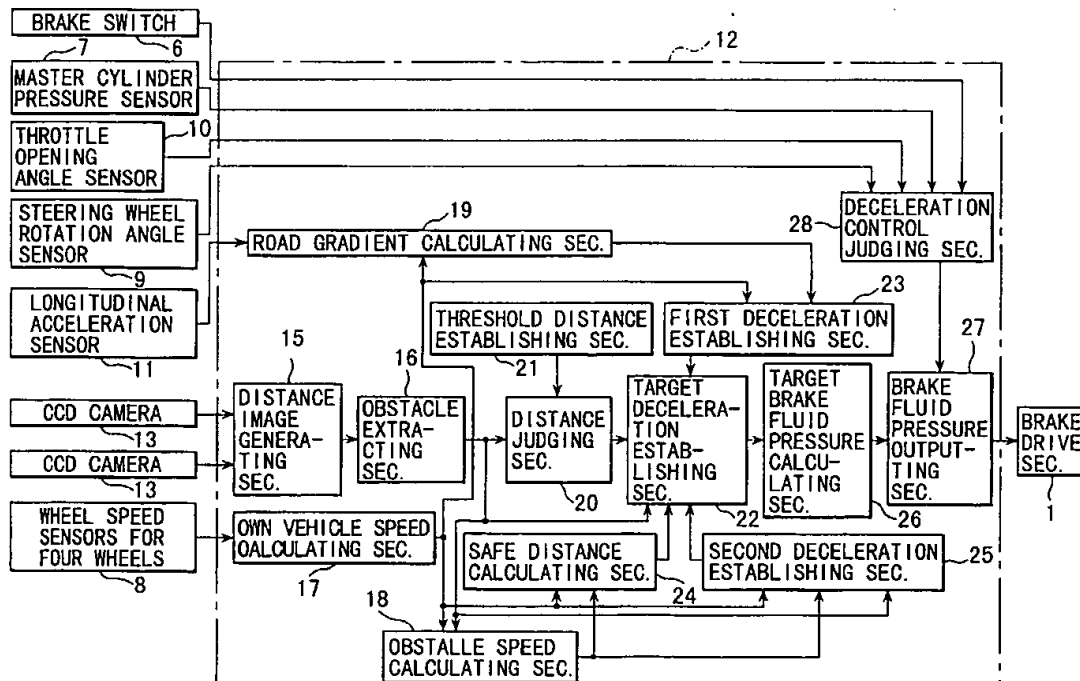 BRAKE SWITCH
6
7
MASTER CYLINDER
PRESSURE SENSOR
10
THROTTLE
OPENING
ANGLE SENSOR
STEERING WHEEL
ROTATION ANGLE
SENSOR
9
LONGITUDINAL
ACCELERATION
SENSOR
11
CCD CAMERA
13
CCD CAMERA
13
WHEEL SPEED
SENSORS FOR
FOUR WHEELS
8
12
19
ROAD GRADIENT CALCULATING SEC.
28
DECELERATION
CONTROL
JUDGING SEC.
THRESHOLD DISTANCE
ESTABLISHING SEC.
21
23
FIRST DECELERATION
ESTABLISHING SEC.
15
DISTANCE
IMAGE
GENERA-
TING
SEC.
16
OBSTACLE
EXTRA-
CTING
SEC.
DISTANCE
JUDGING
SEC.
20
TARGET
DECELERA-
TION
ESTAB-
LISHING
SEC.
22
TARGET
BRAKE
FLUID
PRESSURE
CALCU-
LATING
SEC.
26
27
BRAKE
FLUID
PRESSURE
OUTPUT-
TING
SEC.
BRAKE
DRIVE
SEC.
1
OWN VEHICLE SPEED
OALCULATING SEC.
17
SAFE DISTANCE
CALCULATING SEC.
24
SECOND DECELERATION
ESTABLISHING SEC.
25
18
OBSTALLE SPEED
CALCULATING SEC.